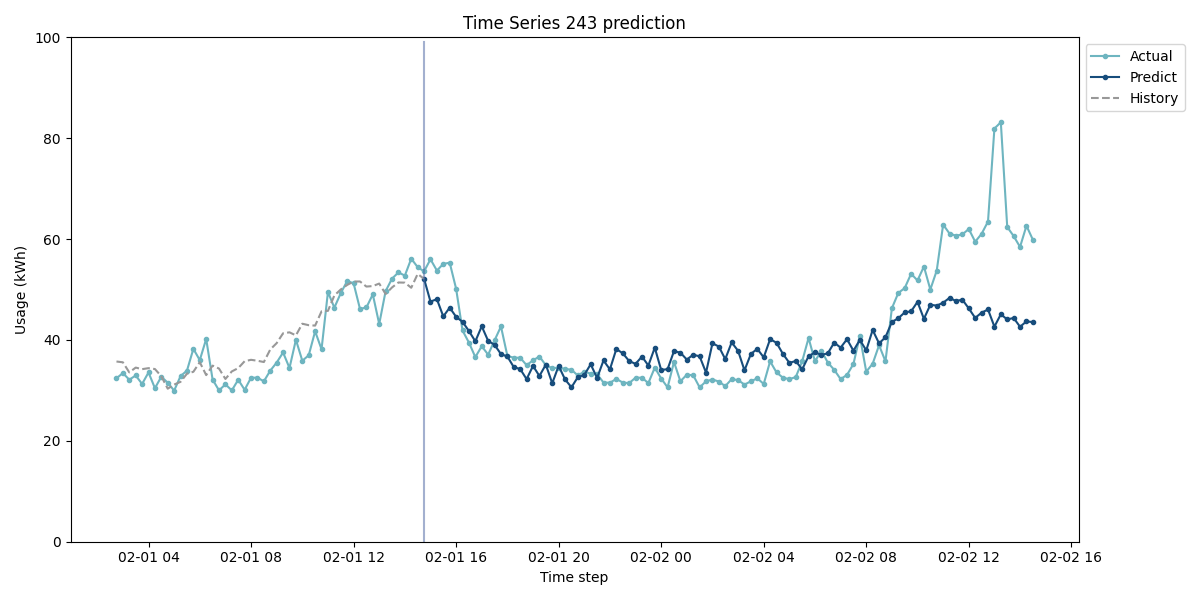 Time Series 243 prediction
100
80
60
40
20
0
Usage (kWh)
02-01 04
02-01 08
02-01 12
02-01 16
02-01 20
02-02 00
02-02 04
02-02 08
02-02 12
02-02 16
Time step
Actual
Predict
History